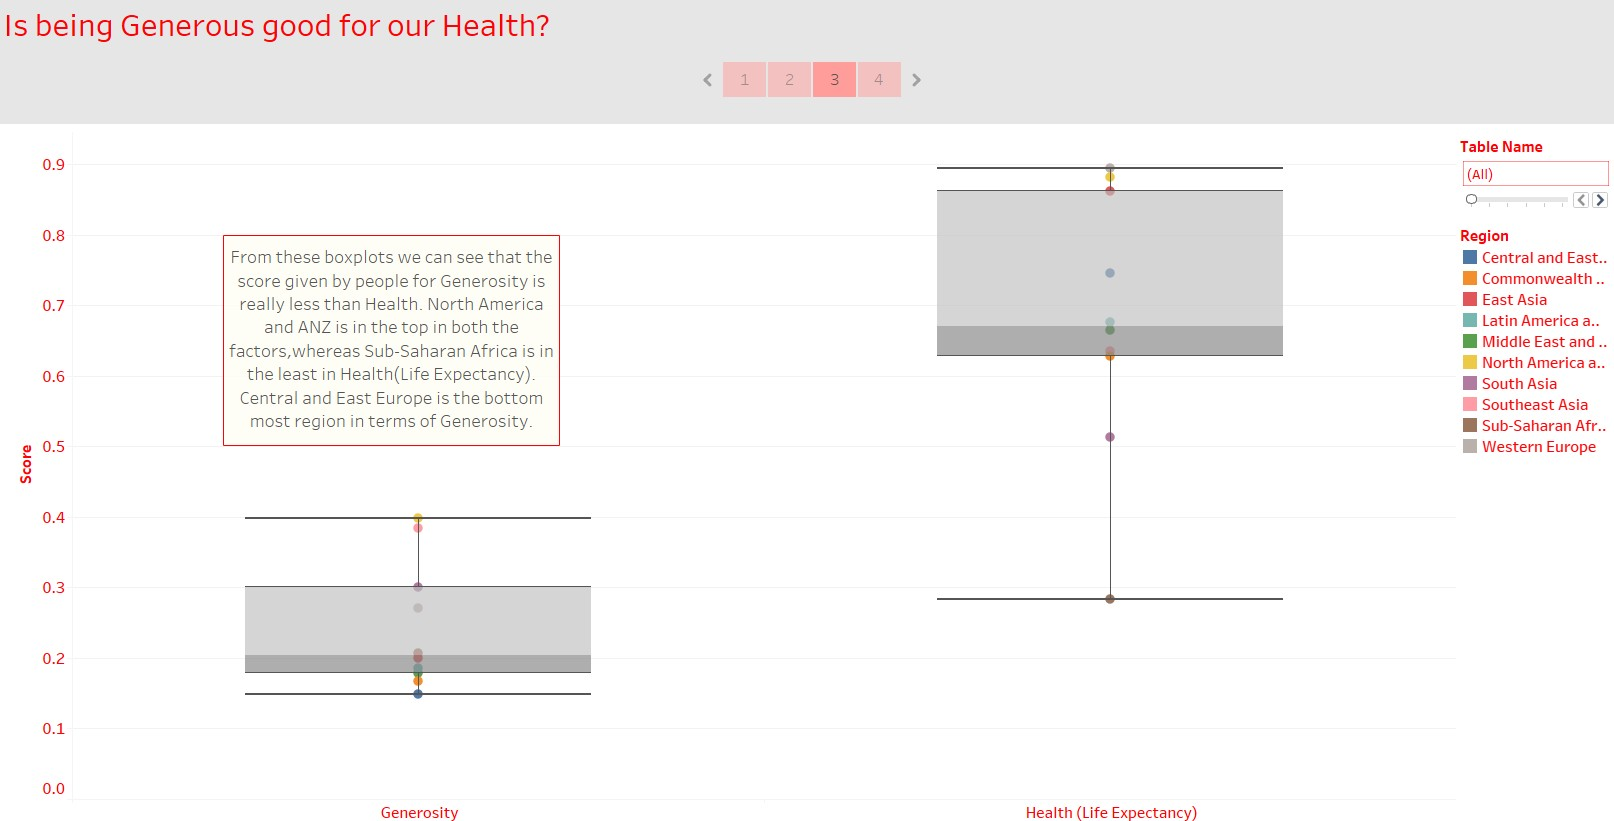 Is being Generous good for our Health?
1 2 3 4
Table Name
(All)
Region
Central and East..
Commonwealth ..
East Asia
Latin America a..
Middle East and ..
North America a..
South Asia
Southeast Asia
Sub-Saharan Afr..
Western Europe
From these boxplots we can see that the
score given by people for Generosity is
really less than Health. North America
and ANZ is in the top in both the
factors,whereas Sub-Saharan Africa is in
the least in Health(Life Expectancy).
Central and East Europe is the bottom
most region in terms of Generosity.
Score
0.9
0.8
0.7
0.6
0.5
0.4
0.3
0.2
0.1
0.0
Generosity
Health (Life Expectancy)